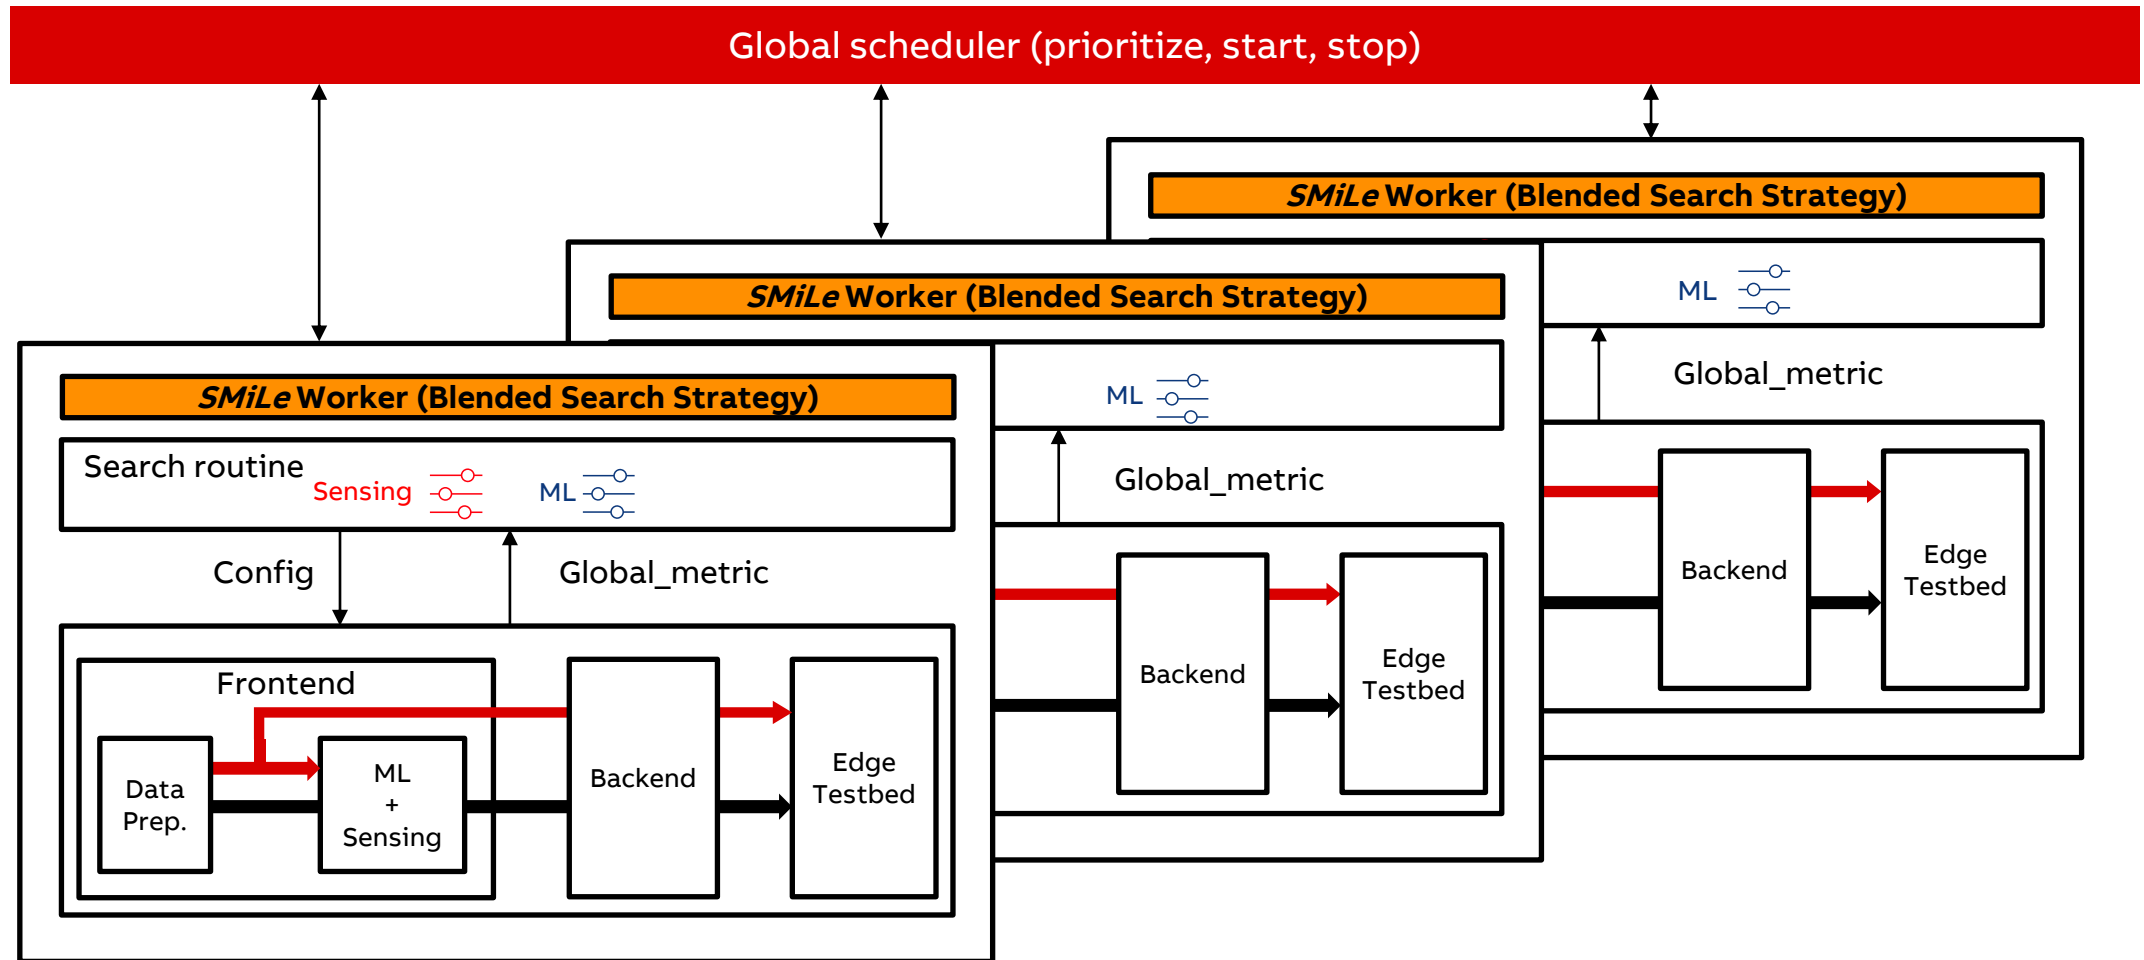 Global scheduler (prioritize, start, stop)
SMiLe Worker (Blended Search Strategy)
ML
Global_metric
Backend
Edge
Testbed
SMiLe Worker (Blended Search Strategy)
ML
Global_metric
Backend
Edge
Testbed
SMiLe Worker (Blended Search Strategy)
Search routine
Sensing
ML
Config
Global_metric
Frontend
Data
Prep.
ML
+
Sensing
Backend
Edge
Testbed